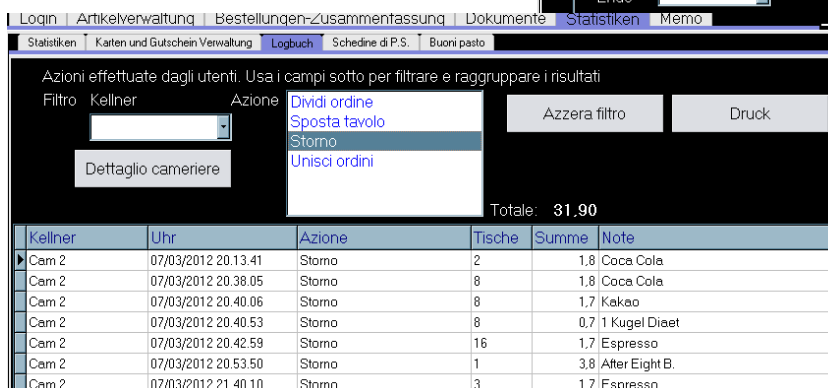 Ende
Login Artikelverwaltung Bestellungen-Zusammenfassung Dokumente Statistiken Memo
Statistiken Karten und Gutschein Verwaltung Logbuch Schedine di P.S. Buoni pasto
Azioni effettuate dagli utenti. Usa i campi sotto per filtrare e raggruppare i risultati
Filtro Kellner Azione Dividi ordine
Sposta tavolo
Storno
Unisci ordini
Azzera filtro Druck
Dettaglio cameriere
Totale: 31,90
Kellner Uhr Azione Tische Summe Note
Cam 2 07/03/2012 20.13.41 Storno 2 1,8 Coca Cola
Cam 2 07/03/2012 20.38.05 Storno 8 1,8 Coca Cola
Cam 2 07/03/2012 20.40.06 Storno 8 1,7 Kakao
Cam 2 07/03/2012 20.40.53 Storno 8 0,7 1 Kugel Diaet
Cam 2 07/03/2012 20.42.59 Storno 16 1,7 Espresso
Cam 2 07/03/2012 20.53.50 Storno 1 3,8 After Eight B.
Cam 2 07/03/2012 21.40.10 Storno 3 1,7 Espresso